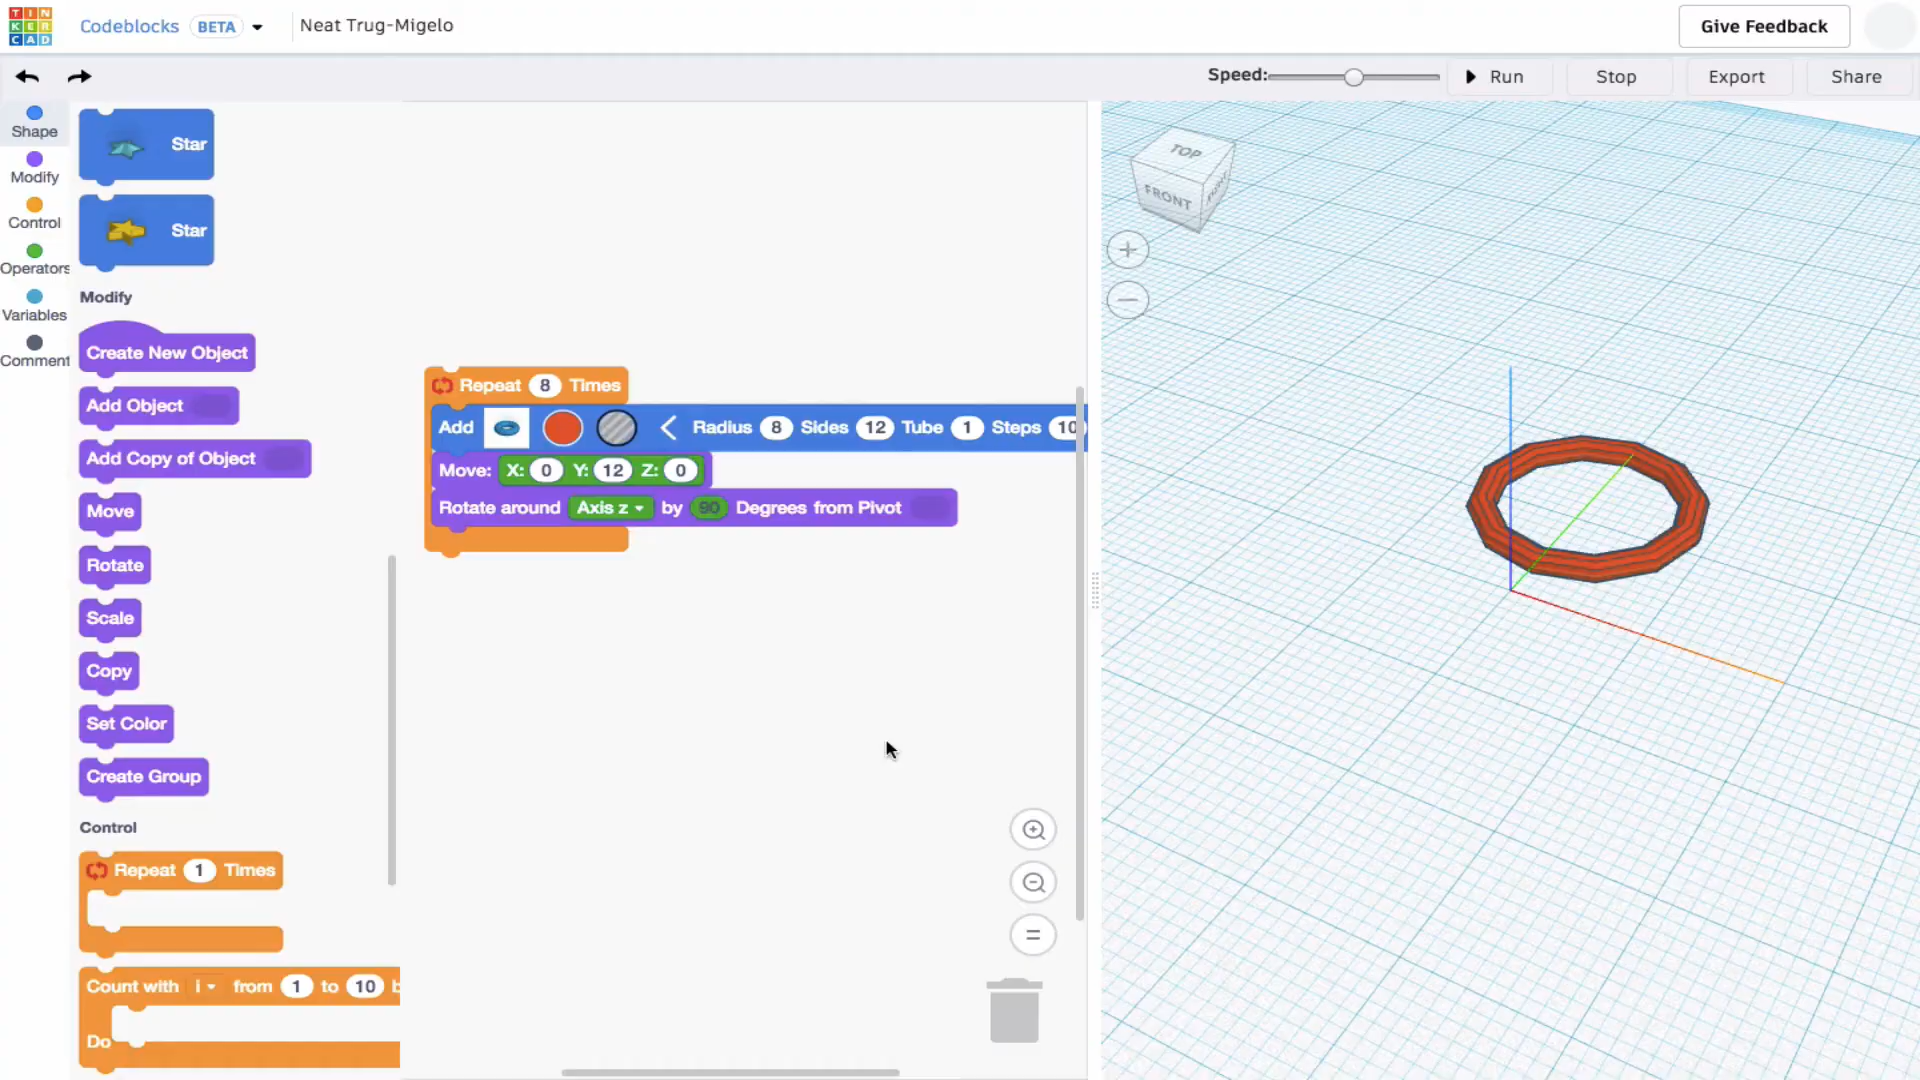 TIN
KER
CAD
Codeblocks BETA
Neat Trug-Migelo
Give Feedback
Speed:
Run
Stop
Export
Share
Shape
Modify
Control
Operators
Variables
Comment
Star
Star
Modify
Create New Object
Add Object
Add Copy of Object
Move
Rotate
Scale
Copy
Set Color
Create Group
Control
Repeat 1 Times
Count with i from 1 to 10 b
Do
Repeat 8 Times
Add Radius 8 Sides 12 Tube 1 Steps 10
Move: X: 0 Y: 12 Z: 0
Rotate around Axis z by 90 Degrees from Pivot
TOP
FRONT
RIGHT